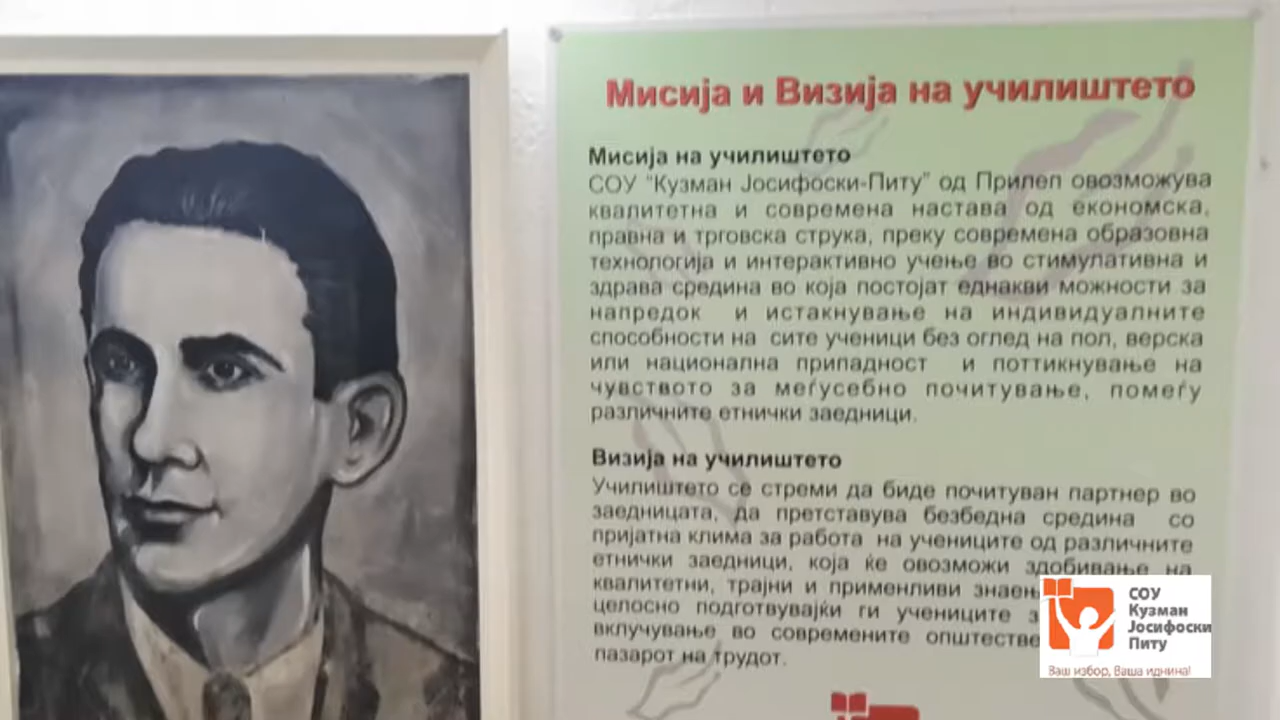 Мисија и Визија на училиштето
Мисија на училиштето
СОУ “Кузман Јосифоски-Питу” од Прилеп овозможува
квалитетна и современа настава од економска,
правна и трговска струка, преку современа образовна
технологија и интерактивно учење во стимулативна и
здрава средина во која постојат еднакви можности за
напредок и истакнување на индивидуалните
способности на сите ученици без оглед на пол, верска
или национална припадност и поттикнување на
чувството за меѓусебно почитување, помеѓу
различните етнички заедници.
Визија на училиштето
Училиштето се стреми да биде почитуван партнер во
заедницата, да претставува безбедна средина со
пријатна клима за работа на учениците од различните
етнички заедници, која ќе овозможи здобивање на
квалитетни, трајни и применливи
целосно подготвувајќи ги учениците
вклучување во современите
пазарот на трудот.
СОУ
Кузман
Јосифоски
Питу
Ваш избор, Ваша иднина!